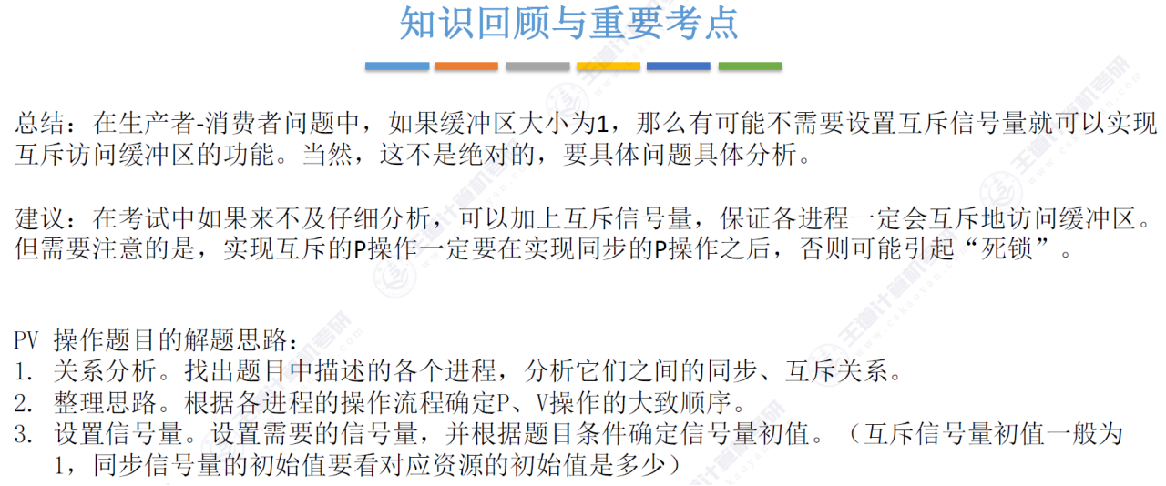 知识回顾与重要考点
总结：在生产者-消费者问题中，如果缓冲区大小为1，那么有可能不需要设置互斥信号量就可以实现
互斥访问缓冲区的功能。当然，这不是绝对的，要具体问题具体分析。
建议：在考试中如果来不及仔细分析，可以加上互斥信号量，保证各进程一定会互斥地访问缓冲区。
但需要注意的是，实现互斥的P操作一定要在实现同步的P操作之后，否则可能引起“死锁”。
PV 操作题目的解题思路：
1. 关系分析。找出题目中描述的各个进程，分析它们之间的同步、互斥关系。
2. 整理思路。根据各进程的操作流程确定P、V操作的大致顺序。
3. 设置信号量。设置需要的信号量，并根据题目条件确定信号量初值。（互斥信号量初值一般为
1，同步信号量的初始值要看对应资源的初始值是多少）
王道计算机考研